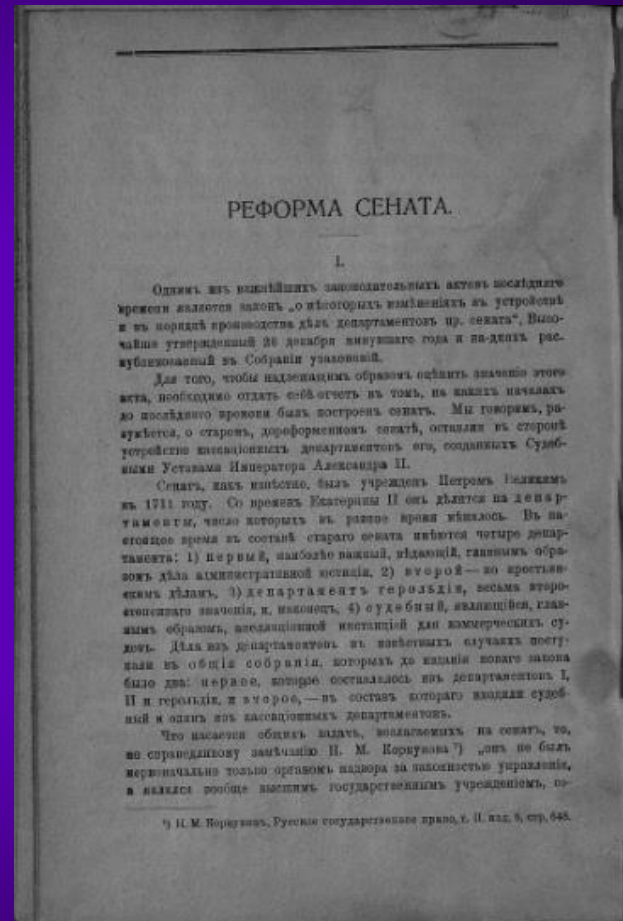 РЕФОРМА СЕНАТА.
I.
Однимъ изъ важнѣйшихъ законодательныхъ актовъ послѣдняго
времени является законъ „о нѣкоторыхъ измѣненіяхъ въ устройствѣ
и въ порядкѣ производства дѣлъ департаментовъ пр. сената“, Высо-
чайше утвержденный 26 декабря минувшаго года и на-дняхъ рас-
публикованный въ Собраніи узаконеній.
Для того, чтобы надлежащимъ образомъ оцѣнить значеніе этого
акта, необходимо отдать себѣ отчетъ въ томъ, на какихъ началахъ
до послѣдняго времени былъ построенъ сенатъ. Мы говоримъ, ра-
зумѣется, о старомъ, дореформенномъ сенатѣ, оставляя въ сторонѣ
устройство кассаціонныхъ департаментовъ его, созданныхъ Судеб-
ными Уставами Императора Александра II.
Сенатъ, какъ извѣстно, былъ учрежденъ Петромъ Великимъ
въ 1711 году. Со временъ Екатерины II онъ дѣлится на депар-
таменты, число которыхъ въ разное время мѣнялось. Въ на-
стоящее время въ составѣ стараго сената имѣются четыре депар-
тамента: 1) первый, наиболѣе важный, вѣдающій, главнымъ обра-
зомъ дѣла административной юстиціи, 2) второй — по крестьян-
скимъ дѣламъ, 3) департаментъ герольдіи, весьма второ-
степеннаго значенія, и, наконецъ, 4) судебный, являющійся, глав-
нымъ образомъ, апелляціонной инстанціей для коммерческихъ су-
довъ. Дѣла изъ департаментовъ въ извѣстныхъ случаяхъ посту-
пали въ общія собранія, которыхъ до изданія новаго закона
было два: первое, которое составлялось изъ департаментовъ I,
II и герольдіи, и второе, — въ составъ котораго входили судеб-
ный и одинъ изъ кассаціонныхъ департаментовъ.
Что касается общихъ задачъ, возлагаемыхъ на сенатъ, то,
по справедливому замѣчанію Н. М. Коркунова ¹) „онъ не былъ
первоначально только органомъ надзора за законностью управленія,
а являлся вообще высшимъ государственнымъ учрежденіемъ, со-
¹) Н. М. Коркуновъ, Русское государственное право, т. II, изд. 6, стр. 648.